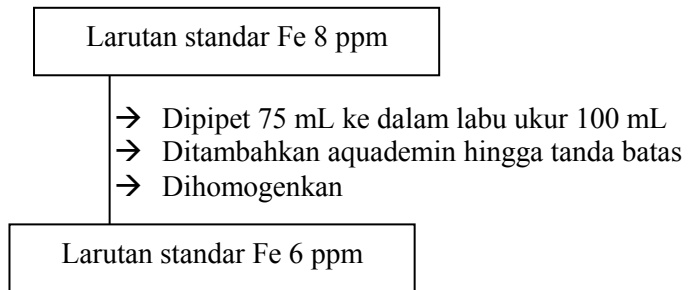 Larutan standar Fe 8 ppm
→ Dipipet 75 mL ke dalam labu ukur 100 mL
→ Ditambahkan aquademin hingga tanda batas
→ Dihomogenkan
Larutan standar Fe 6 ppm